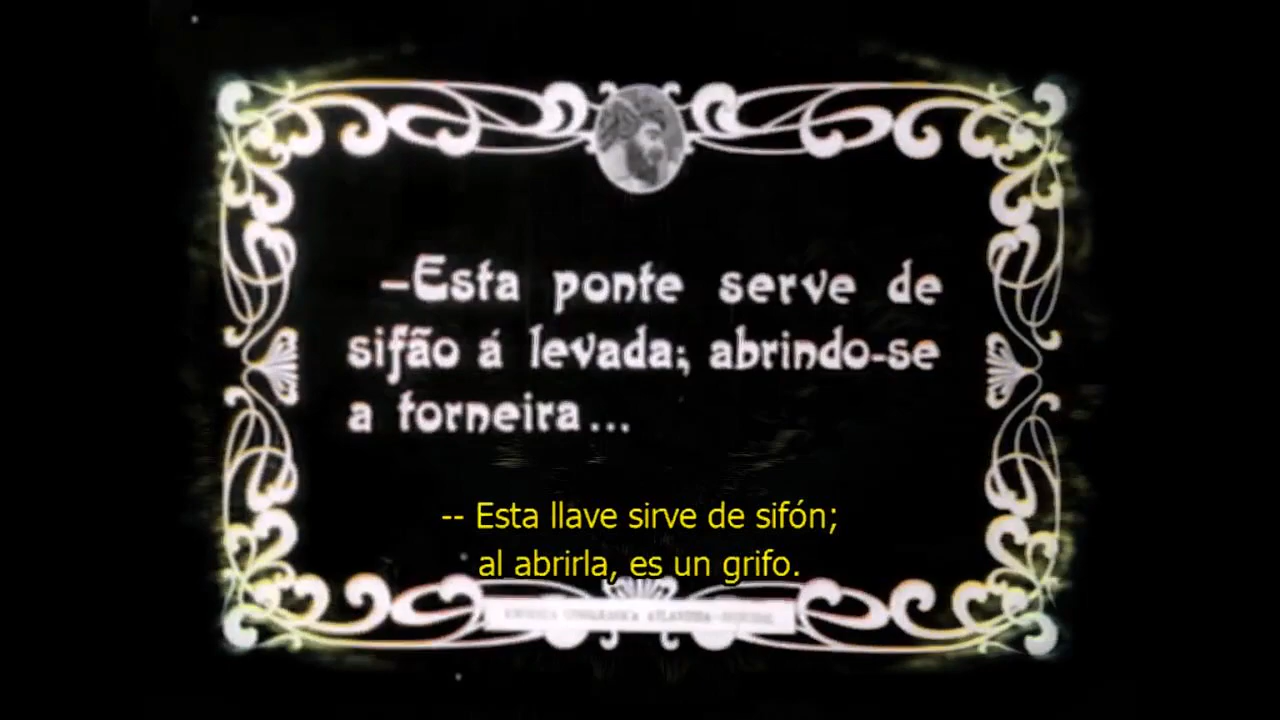 –Esta ponte serve de
sifão á levada; abrindo-se
a torneira...
-- Esta llave sirve de sifón;
al abrirla, es un grifo.